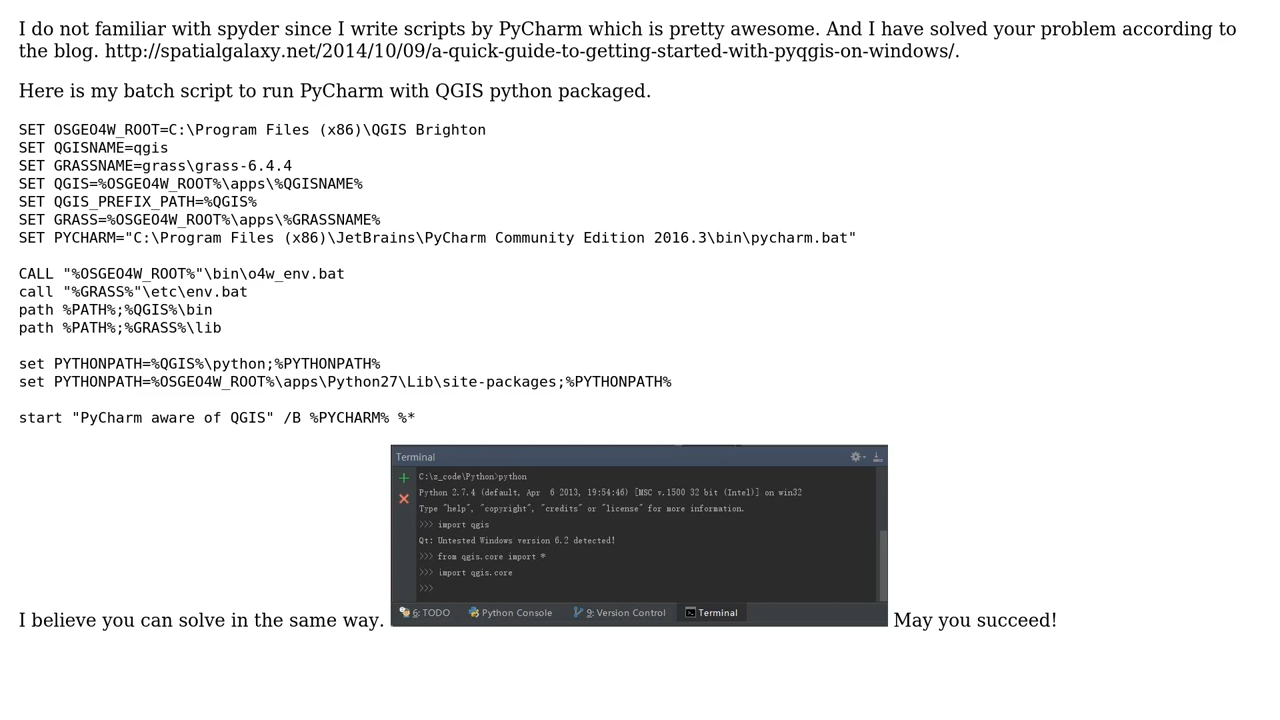 I do not familiar with spyder since I write scripts by PyCharm which is pretty awesome. And I have solved your problem according to
the blog. http://spatialgalaxy.net/2014/10/09/a-quick-guide-to-getting-started-with-pyqgis-on-windows/.
Here is my batch script to run PyCharm with QGIS python packaged.
SET OSGEO4W_ROOT=C:\Program Files (x86)\QGIS Brighton
SET QGISNAME=qgis
SET GRASSNAME=grass\grass-6.4.4
SET QGIS=%OSGEO4W_ROOT%\apps\%QGISNAME%
SET QGIS_PREFIX_PATH=%QGIS%
SET GRASS=%OSGEO4W_ROOT%\apps\%GRASSNAME%
SET PYCHARM="C:\Program Files (x86)\JetBrains\PyCharm Community Edition 2016.3\bin\pycharm.bat"
CALL "%OSGEO4W_ROOT%"\bin\o4w_env.bat
call "%GRASS%"\etc\env.bat
path %PATH%;%QGIS%\bin
path %PATH%;%GRASS%\lib
set PYTHONPATH=%QGIS%\python;%PYTHONPATH%
set PYTHONPATH=%OSGEO4W_ROOT%\apps\Python27\Lib\site-packages;%PYTHONPATH%
start "PyCharm aware of QGIS" /B %PYCHARM% %*
Terminal
C:\z_code\Python>python
Python 2.7.4 (default, Apr  6 2013, 19:54:46) [MSC v.1500 32 bit (Intel)] on win32
Type "help", "copyright", "credits" or "license" for more information.
>>> import qgis
Qt: Untested Windows version 6.2 detected!
>>> from qgis.core import *
>>> import qgis.core
>>>
6: TODO Python Console 9: Version Control Terminal
I believe you can solve in the same way. May you succeed!